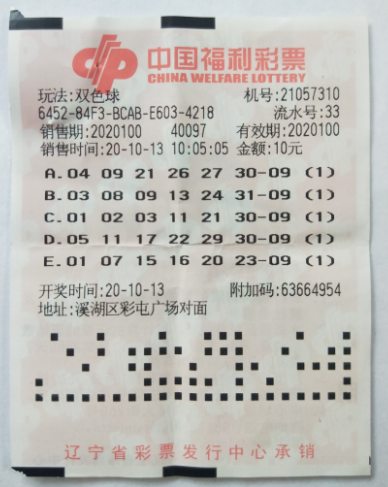 中国福利彩票
CHINA WELFARE LOTTERY
玩法:双色球 机号:21057310
6452-84F3-BCAB-E603-4218 流水号:33
销售期:2020100 40097 有效期:2020100
销售时间:20-10-13 10:05:05 金额:10元
A.04 09 21 26 27 30-09 (1)
B.03 08 09 13 24 31-09 (1)
C.01 02 03 11 21 30-09 (1)
D.05 11 17 22 29 30-09 (1)
E.01 07 15 16 20 23-09 (1)
开奖时间:20-10-13 附加码:63664954
地址:溪湖区彩屯广场对面
辽宁省彩票发行中心承销